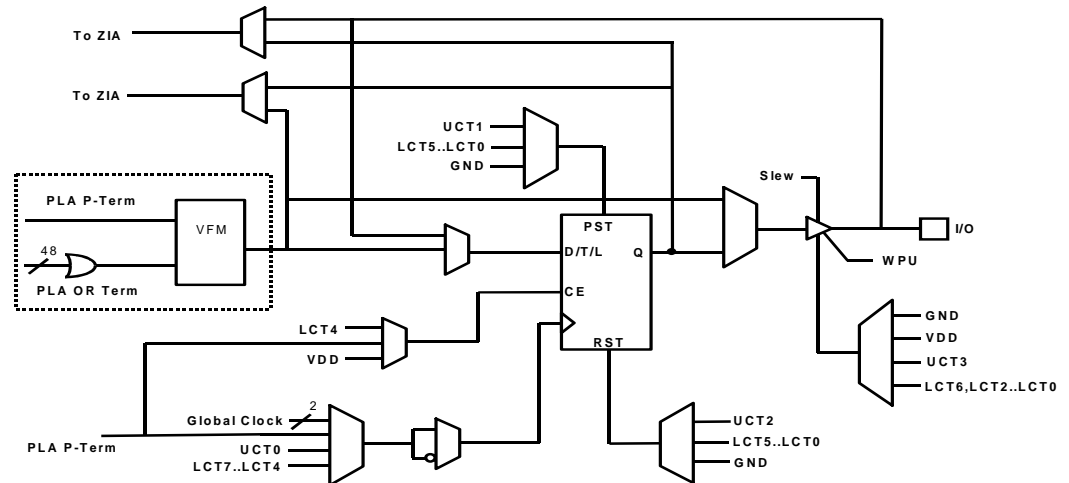 To ZIA
To ZIA
UCT1
LCT5..LCT0
GND
Slew
PLA P-Term
VFM
PST
I/O
48
D/T/L
Q
WPU
PLA OR Term
CE
LCT4
VDD
RST
GND
VDD
UCT3
LCT6,LCT2..LCT0
2
Global Clock
PLA P-Term
UCT0
LCT7..LCT4
UCT2
LCT5..LCT0
GND